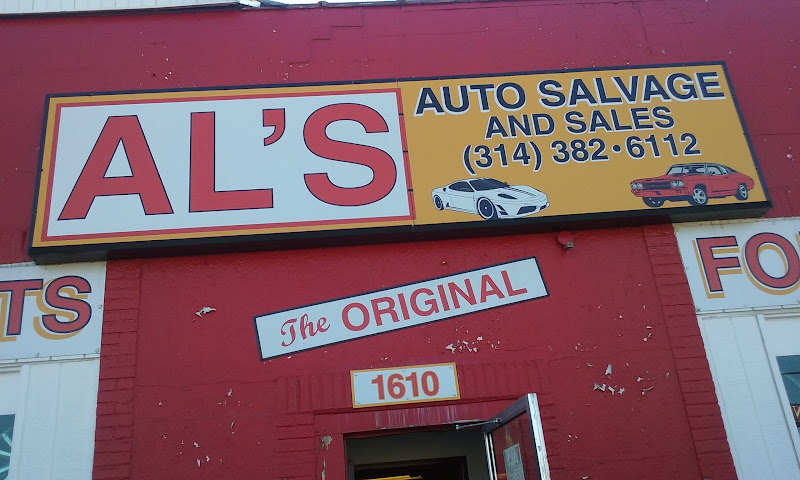 AL'S
AUTO SALVAGE
AND SALES
(314) 382•6112
The ORIGINAL
1610